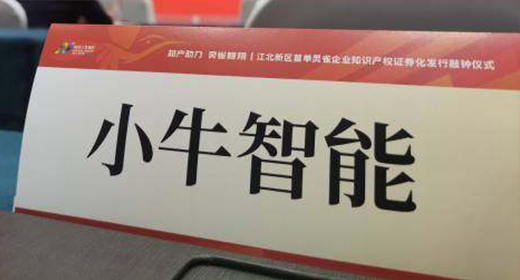 知产助力 灵雀翱翔 | 江北新区首单灵雀企业知识产权证券化发行敲钟仪式
小牛智能